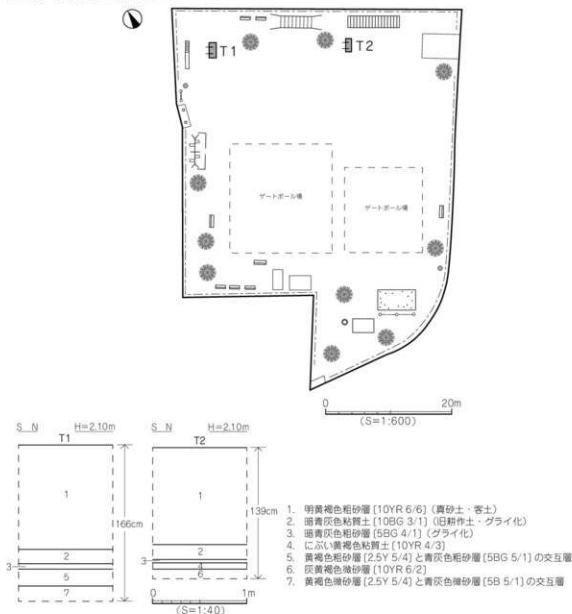 T1
T2
ゲートボール場
ゲートボール場
0 20m
(S=1:600)
S N H=2.10m
T1
1
2
3
5
7
166cm
S N H=2.10m
T2
1
2
3
4
6
139cm
0 1m
(S=1:40)
1. 明黄褐色粗砂層 [10YR 6/6] (真砂土・客土)
2. 暗青灰色粘質土 [10BG 3/1] (旧耕作土・グライ化)
3. 暗青灰色粗砂層 [5BG 4/1] (グライ化)
4. にぶい黄褐色粘質土 [10YR 4/3]
5. 黄褐色粗砂層 [2.5Y 5/4] と青灰色粗砂層 [5BG 5/1] の交互層
6. 灰黄褐色微砂層 [10YR 6/2]
7. 黄褐色微砂層 [2.5Y 5/4] と青灰色微砂層 [5B 5/1] の交互層